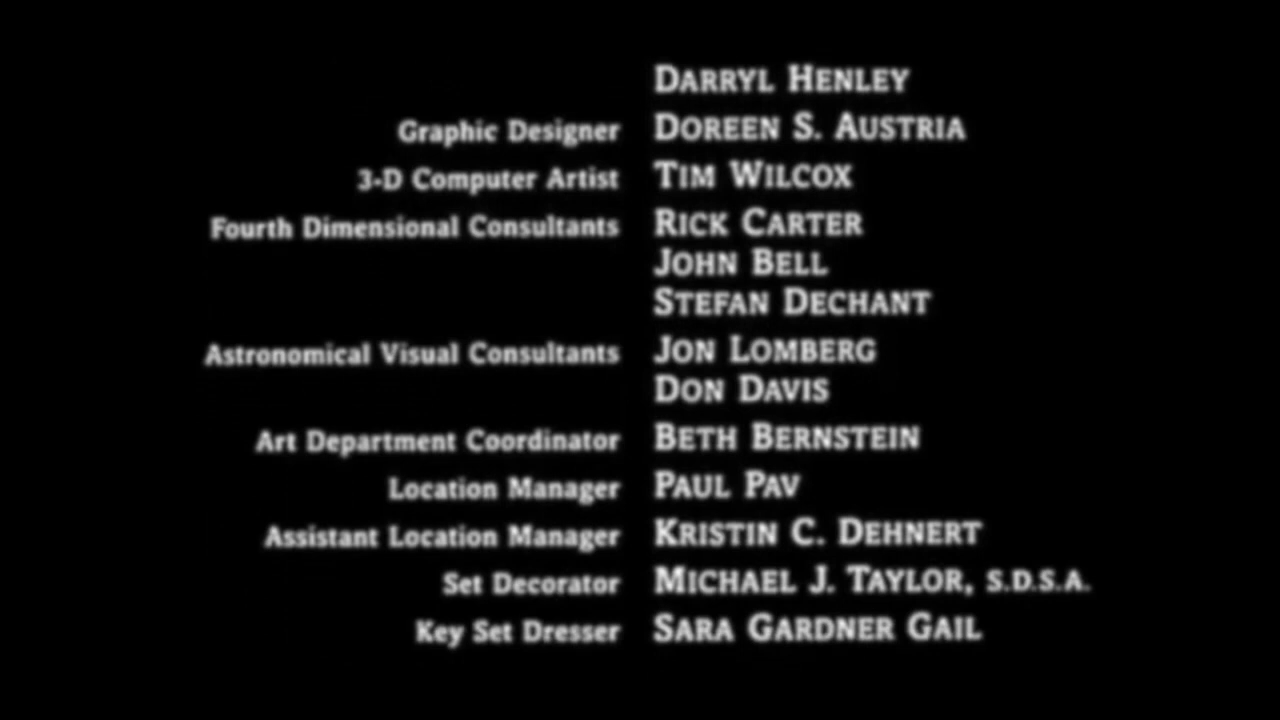 DARRYL HENLEY
Graphic Designer DOREEN S. AUSTRIA
3-D Computer Artist TIM WILCOX
Fourth Dimensional Consultants RICK CARTER
JOHN BELL
STEFAN DECHANT
Astronomical Visual Consultants JON LOMBERG
DON DAVIS
Art Department Coordinator BETH BERNSTEIN
Location Manager PAUL PAV
Assistant Location Manager KRISTIN C. DEHNERT
Set Decorator MICHAEL J. TAYLOR, S.D.S.A.
Key Set Dresser SARA GARDNER GAIL